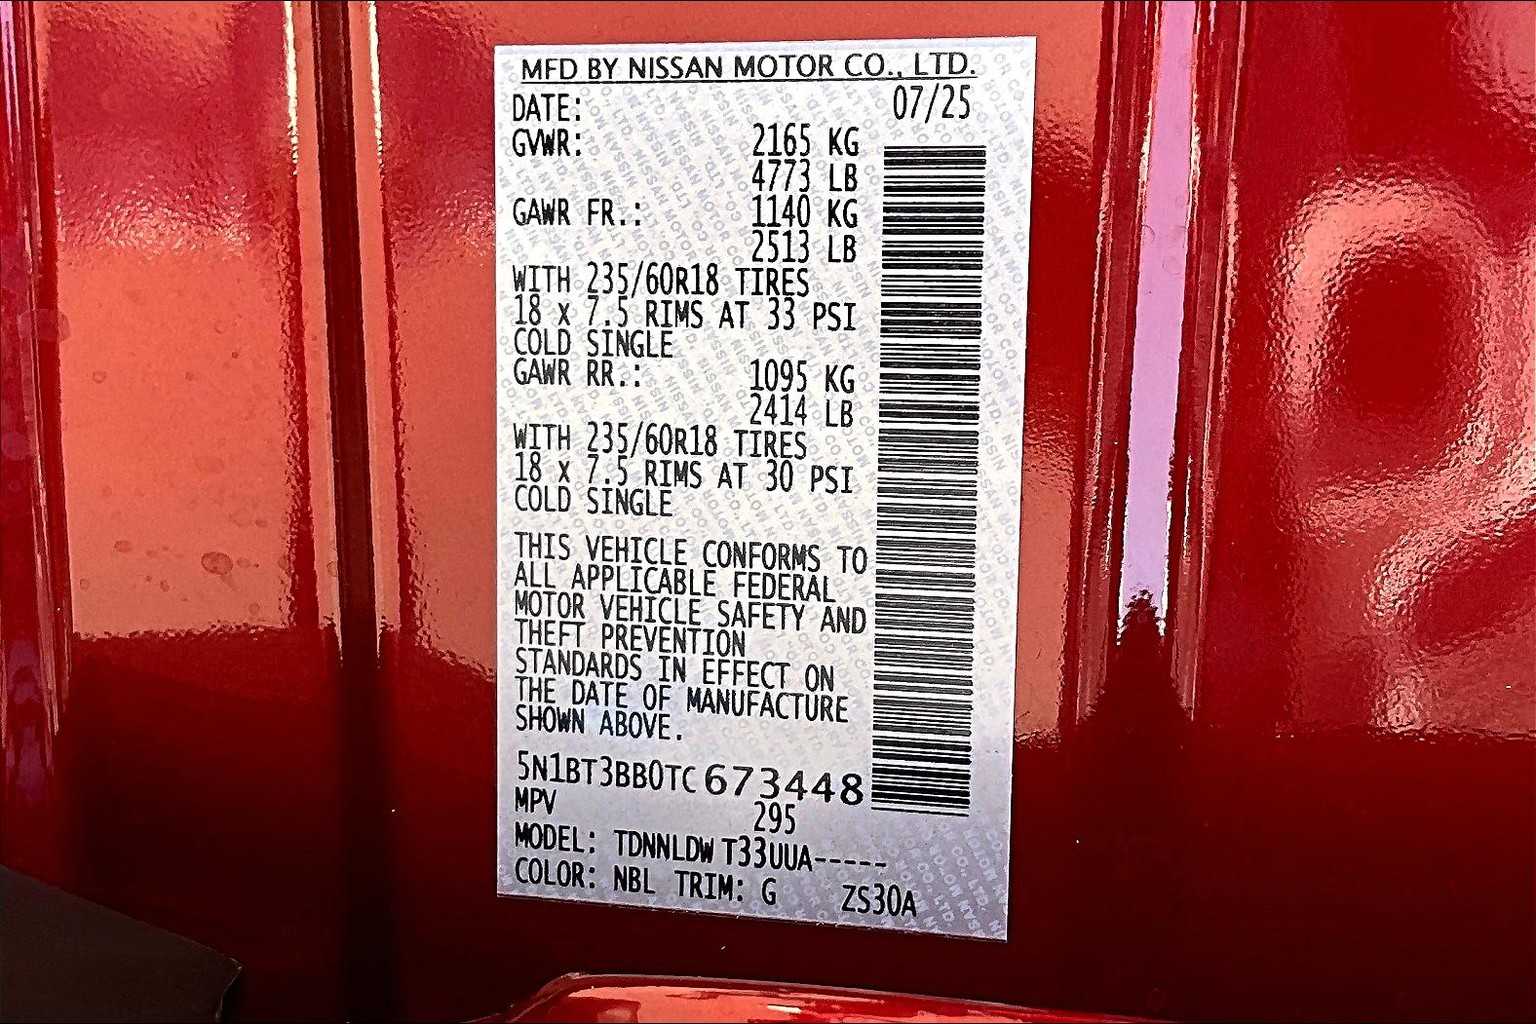 MFD BY NISSAN MOTOR CO., LTD.
DATE: 07/25
GVWR: 2165 KG
4773 LB
GAWR FR.: 1140 KG
2513 LB
WITH 235/60R18 TIRES
18 x 7.5 RIMS AT 33 PSI
COLD SINGLE
GAWR RR.: 1095 KG
2414 LB
WITH 235/60R18 TIRES
18 x 7.5 RIMS AT 30 PSI
COLD SINGLE
THIS VEHICLE CONFORMS TO
ALL APPLICABLE FEDERAL
MOTOR VEHICLE SAFETY AND
THEFT PREVENTION
STANDARDS IN EFFECT ON
THE DATE OF MANUFACTURE
SHOWN ABOVE.
5N1BT3BB0TC673448
MPV 295
MODEL: TDNNLDW T33UUA-----
COLOR: NBL TRIM: G ZS30A